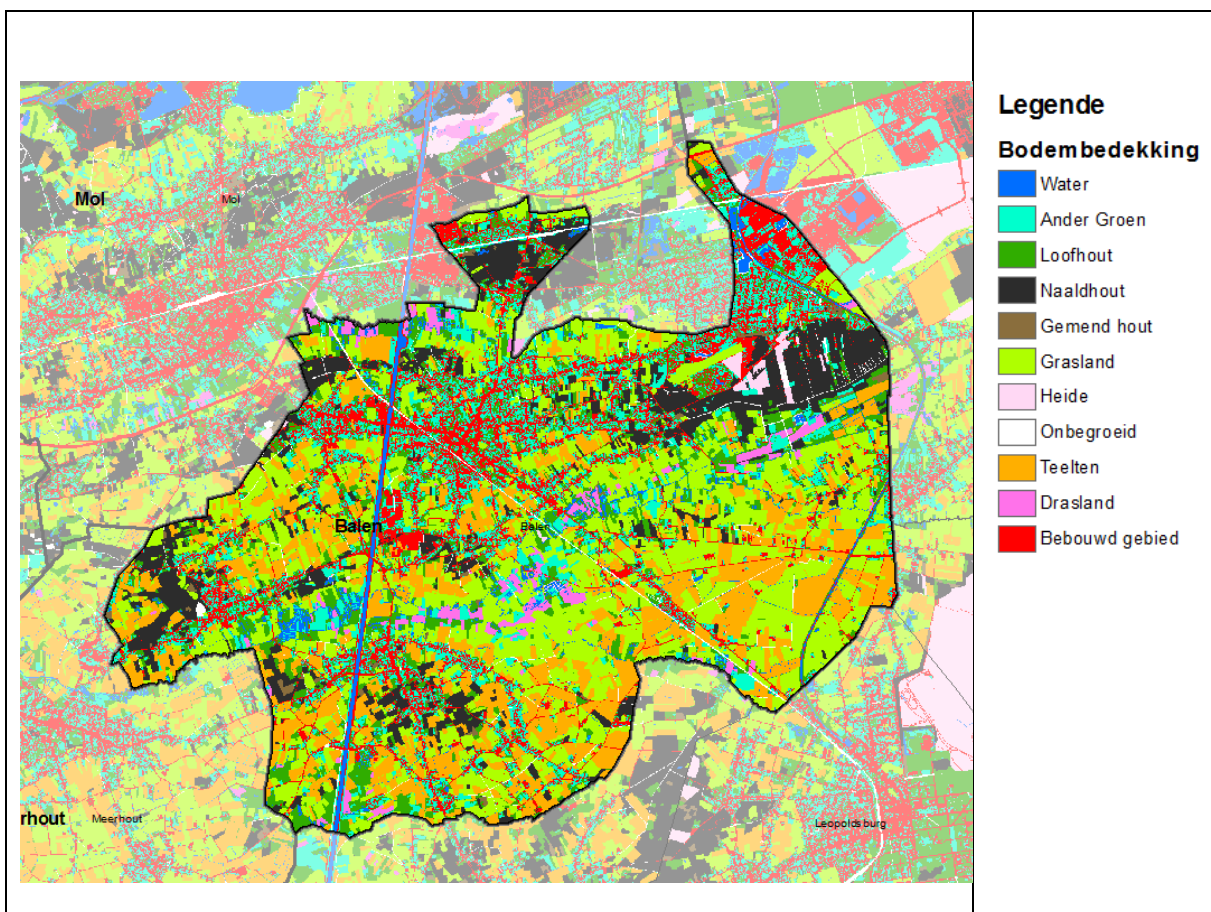 Mol
Mol
Balen
Balen
rhout
Meerhout
Leopoldsburg
Legende
Bodembedekking
Water
Ander Groen
Loofhout
Naaldhout
Gemend hout
Grasland
Heide
Onbegroeid
Teelten
Drasland
Bebouwd gebied